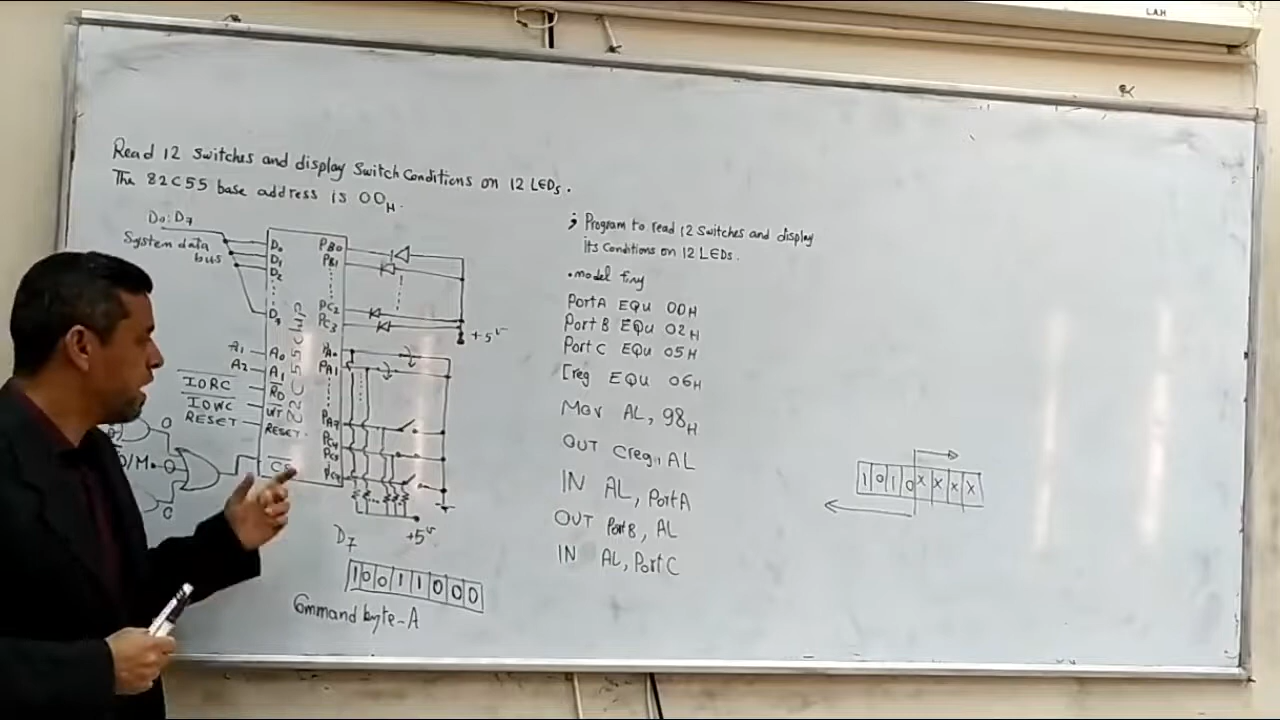 L.A.H
Read 12 switches and display Switch Conditions on 12 LEDs.
The 82C55 base address is 00H.
D0:D7
System data
bus
D0
D1
D2
D7
A1 A0
A2 A1
IORC RD
IOWC WT
RESET RESET
CS
82C55CHIP
PB0
PB1
PC2
PC3
PA0
PA1
PA7
PC4
PC5
+5V
+5V
O
O/M
O
O
D7
1 0 0 1 1 0 0 0
Command byte-A
; Program to read 12 switches and display
its Conditions on 12 LEDs.
.model tiny
PortA EQU 00H
Port B EQU 02H
Port C EQU 05H
Creg EQU 06H
Mov AL, 98H
OUT Creg, AL
IN AL, PortA
OUT PortB, AL
IN AL, PortC
1 0 1 0 x x x x